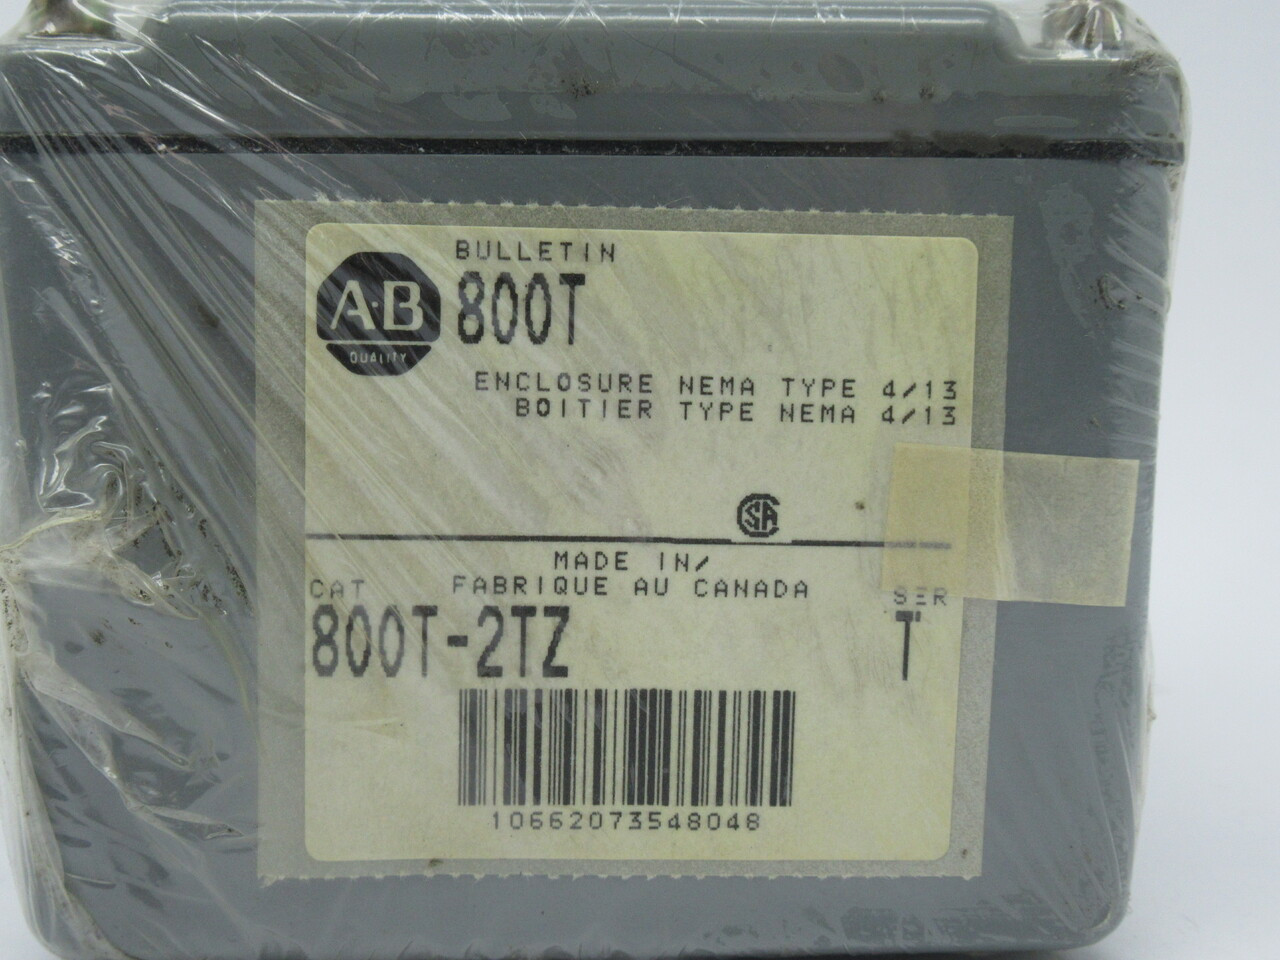 BULLETIN
A·B
QUALITY
800T
ENCLOSURE NEMA TYPE 4/13
BOITIER TYPE NEMA 4/13
SA
MADE IN/
FABRIQUE AU CANADA
CAT
SER
800T-2TZ
T
10662073548048